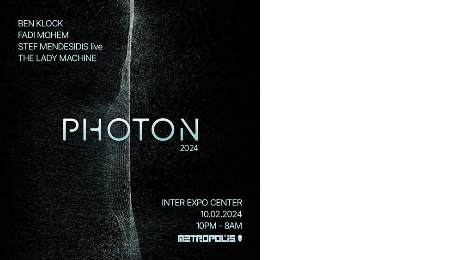 BEN KLOCK
FADI MOHEM
STEF MENDESIDIS live
THE LADY MACHINE
PHOTON
2024
INTER EXPO CENTER
10.02.2024
10PM - 8AM
METROPOLIS